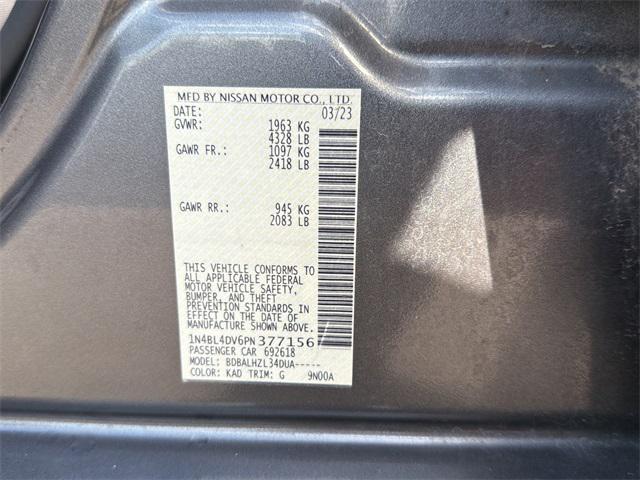 MFD BY NISSAN MOTOR CO., LTD.
DATE: 03/23
GVWR: 1963 KG
4328 LB
GAWR FR.: 1097 KG
2418 LB
GAWR RR.: 945 KG
2083 LB
THIS VEHICLE CONFORMS TO
ALL APPLICABLE FEDERAL
MOTOR VEHICLE SAFETY,
BUMPER, AND THEFT
PREVENTION STANDARDS IN
EFFECT ON THE DATE OF
MANUFACTURE SHOWN ABOVE.
1N4BL4DV6PN377156
PASSENGER CAR 692618
MODEL: BDBALHZL34DUA-----
COLOR: KAD TRIM: G 9N00A